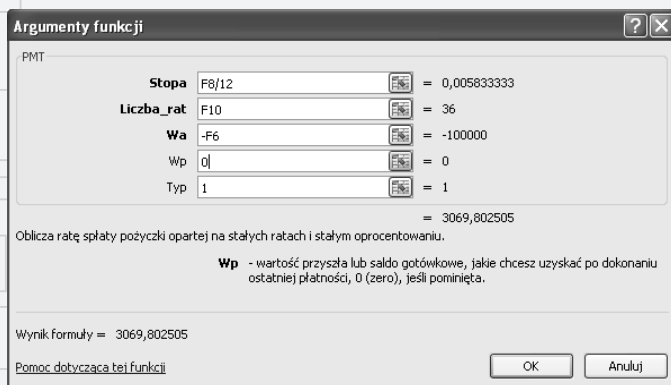 Argumenty funkcji
PMT
Stopa F8/12 = 0,005833333
Liczba_rat F10 = 36
Wa -F6 = -100000
Wp 0 = 0
Typ 1 = 1
= 3069,802505
Oblicza ratę spłaty pożyczki opartej na stałych ratach i stałym oprocentowaniu.
Wp - wartość przyszła lub saldo gotówkowe, jakie chcesz uzyskać po dokonaniu
ostatniej płatności, 0 (zero), jeśli pominięta.
Wynik formuły = 3069,802505
Pomoc dotycząca tej funkcji OK Anuluj